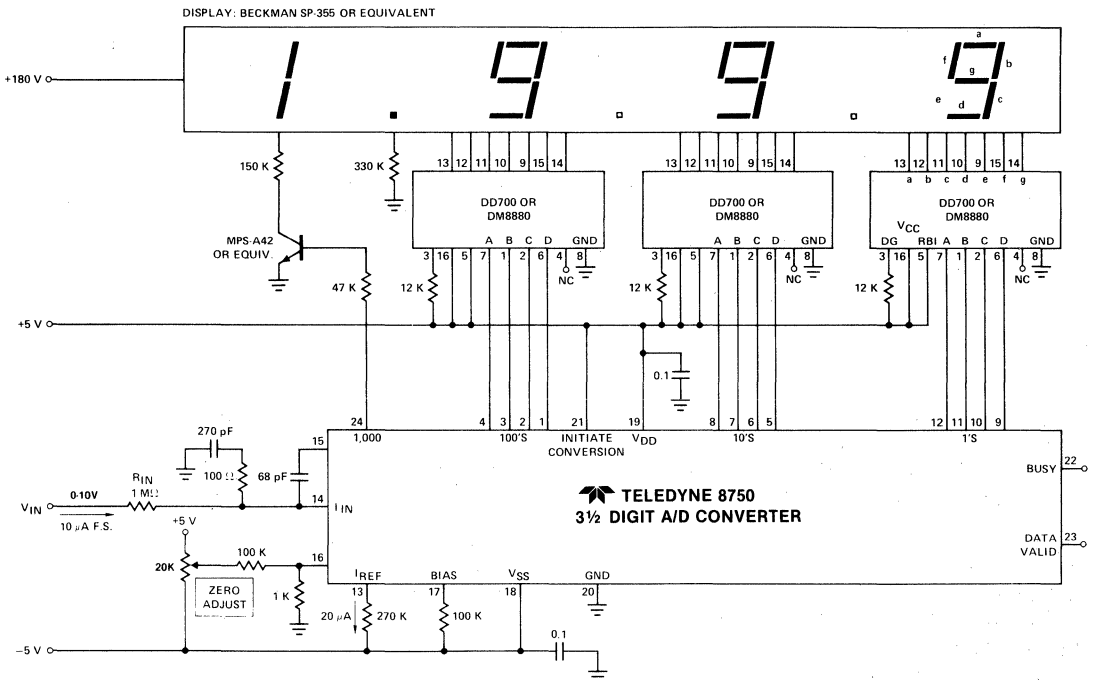 DISPLAY: BECKMAN SP-355 OR EQUIVALENT
+180 V
a
f
b
g
e
d
c
150 K
330 K
13 12 11 10 9 15 14
13 12 11 10 9 15 14
13 12 11 10 9 15 14
a b c d e f g
DD700 OR
DM8880
DD700 OR
DM8880
DD700 OR
DM8880
MPS-A42
OR EQUIV.
A B C D GND
A B C D GND
VCC
DG RBI A B C D GND
3 16 5 7 1 2 6 4 8
3 16 5 7 1 2 6 4 8
3 16 5 7 1 2 6 4 8
NC
NC
NC
47 K
12 K
12 K
12 K
+5 V
0.1
24
4 3 2 1
21
19
8 7 6 5
12 11 10 9
1,000
100'S
INITIATE
CONVERSION
VDD
10'S
1'S
15
270 pF
100 Ω
68 pF
BUSY
22
RIN
1 MΩ
0-10V
VIN
10 µA F.S.
14
IIN
TELEDYNE 8750
3½ DIGIT A/D CONVERTER
+5 V
20K
100 K
16
DATA
VALID
23
ZERO
ADJUST
1 K
IREF
BIAS
VSS
GND
13
17
18
20
20 µA
270 K
100 K
0.1
−5 V